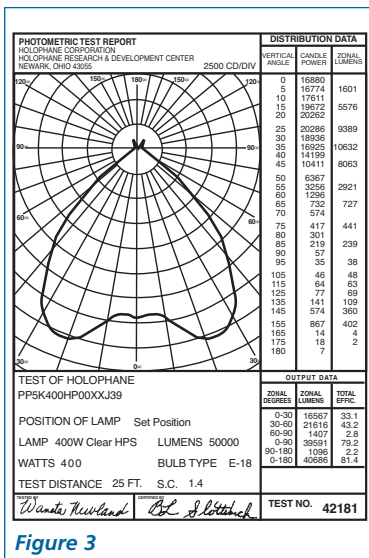 PHOTOMETRIC TEST REPORT
HOLOPHANE CORPORATION
HOLOPHANE RESEARCH & DEVELOPMENT CENTER
NEWARK, OHIO 43055 2500 CD/DIV
120∞ 150∞ 180∞ 150∞ 120∞
90∞ 90∞
60∞ 60∞
30∞ 0∞ 30∞
DISTRIBUTION DATA
VERTICAL ANGLE CANDLE POWER ZONAL LUMENS
0 16880
5 16774 1601
10 17611
15 19672 5576
20 20262
25 20286 9389
30 18936
35 16925 10632
40 14199
45 10411 8063
50 6367
55 3256 2921
60 1296
65 732 727
70 574
75 417 441
80 301
85 219 239
90 57
95 35 38
105 46 48
115 64 63
125 77 69
135 141 109
145 574 360
155 867 402
165 14 4
175 18 2
180 7
TEST OF HOLOPHANE
PP5K400HP00XXJ39
POSITION OF LAMP Set Position
LAMP 400W Clear HPS LUMENS 50000
WATTS 400 BULB TYPE E-18
TEST DISTANCE 25 FT. S.C. 1.4
OUTPUT DATA
ZONAL DEGREES ZONAL LUMENS TOTAL EFFIC.
0-30 16567 33.1
30-60 21616 43.2
60-90 1407 2.8
0-90 39591 79.2
90-180 1096 2.2
0-180 40686 81.4
TESTED BY
CERTIFIED BY
TEST NO. 42181
Figure 3